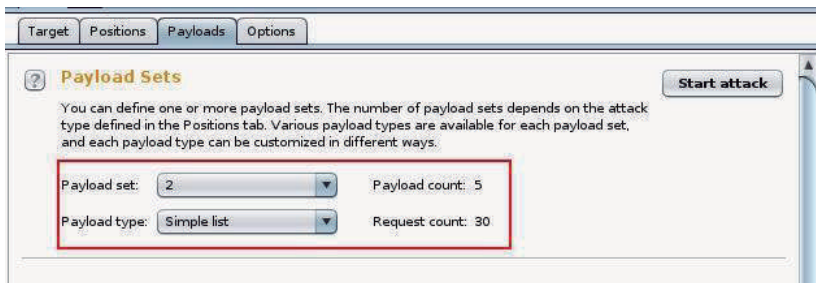 Target Positions Payloads Options
? Payload Sets
Start attack
You can define one or more payload sets. The number of payload sets depends on the attack
type defined in the Positions tab. Various payload types are available for each payload set,
and each payload type can be customized in different ways.
Payload set: 2 Payload count: 5
Payload type: Simple list Request count: 30